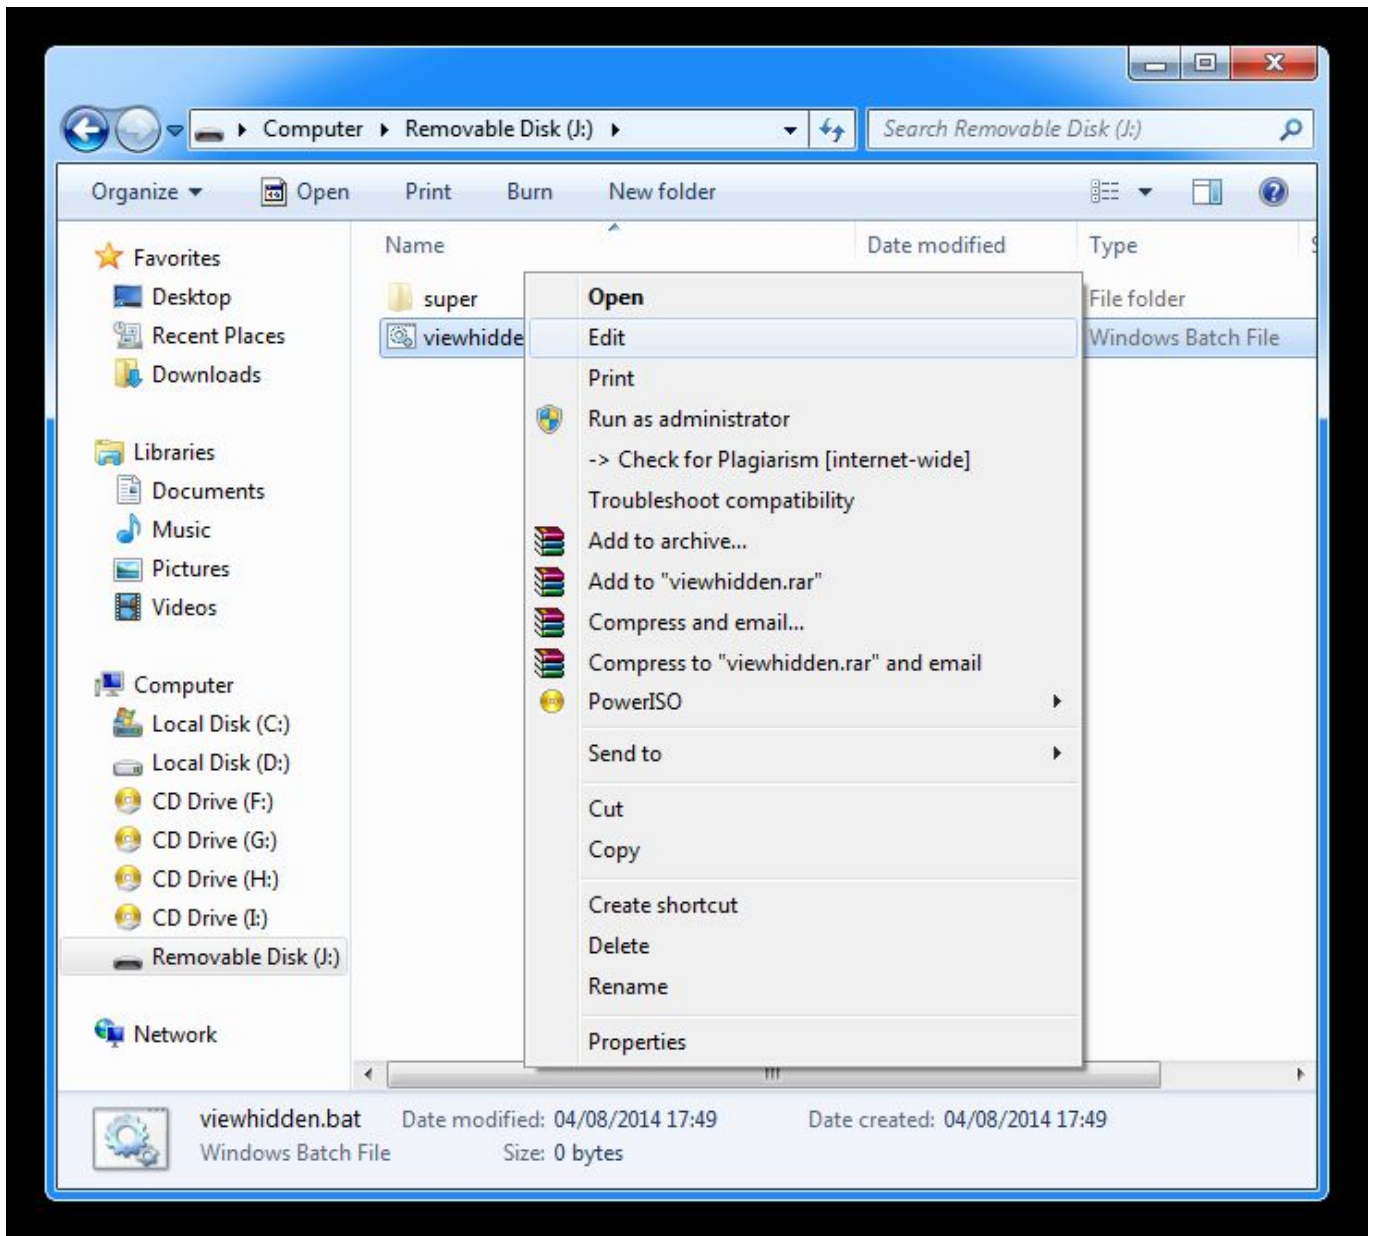 Computer Removable Disk (J:)
Search Removable Disk (J:)
Organize Open Print Burn New folder
Name Date modified Type
Favorites
Desktop
Recent Places
Downloads
Libraries
Documents
Music
Pictures
Videos
Computer
Local Disk (C:)
Local Disk (D:)
CD Drive (F:)
CD Drive (G:)
CD Drive (H:)
CD Drive (I:)
Removable Disk (J:)
Network
super File folder
viewhidde Windows Batch File
Open
Edit
Print
Run as administrator
-> Check for Plagiarism [internet-wide]
Troubleshoot compatibility
Add to archive...
Add to "viewhidden.rar"
Compress and email...
Compress to "viewhidden.rar" and email
PowerISO
Send to
Cut
Copy
Create shortcut
Delete
Rename
Properties
viewhidden.bat Date modified: 04/08/2014 17:49 Date created: 04/08/2014 17:49
Windows Batch File Size: 0 bytes